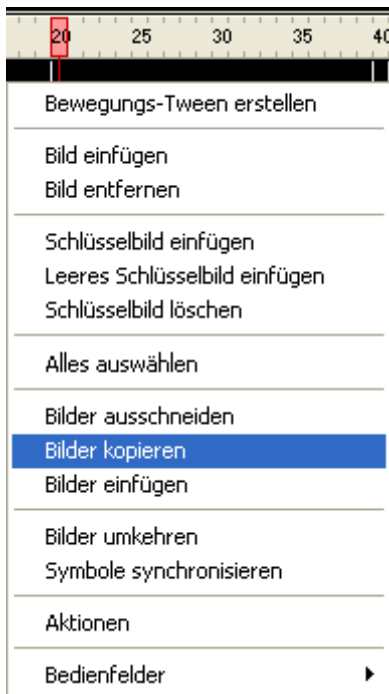 20 25 30 35 40
Bewegungs-Tween erstellen
Bild einfügen
Bild entfernen
Schlüsselbild einfügen
Leeres Schlüsselbild einfügen
Schlüsselbild löschen
Alles auswählen
Bilder ausschneiden
Bilder kopieren
Bilder einfügen
Bilder umkehren
Symbole synchronisieren
Aktionen
Bedienfelder